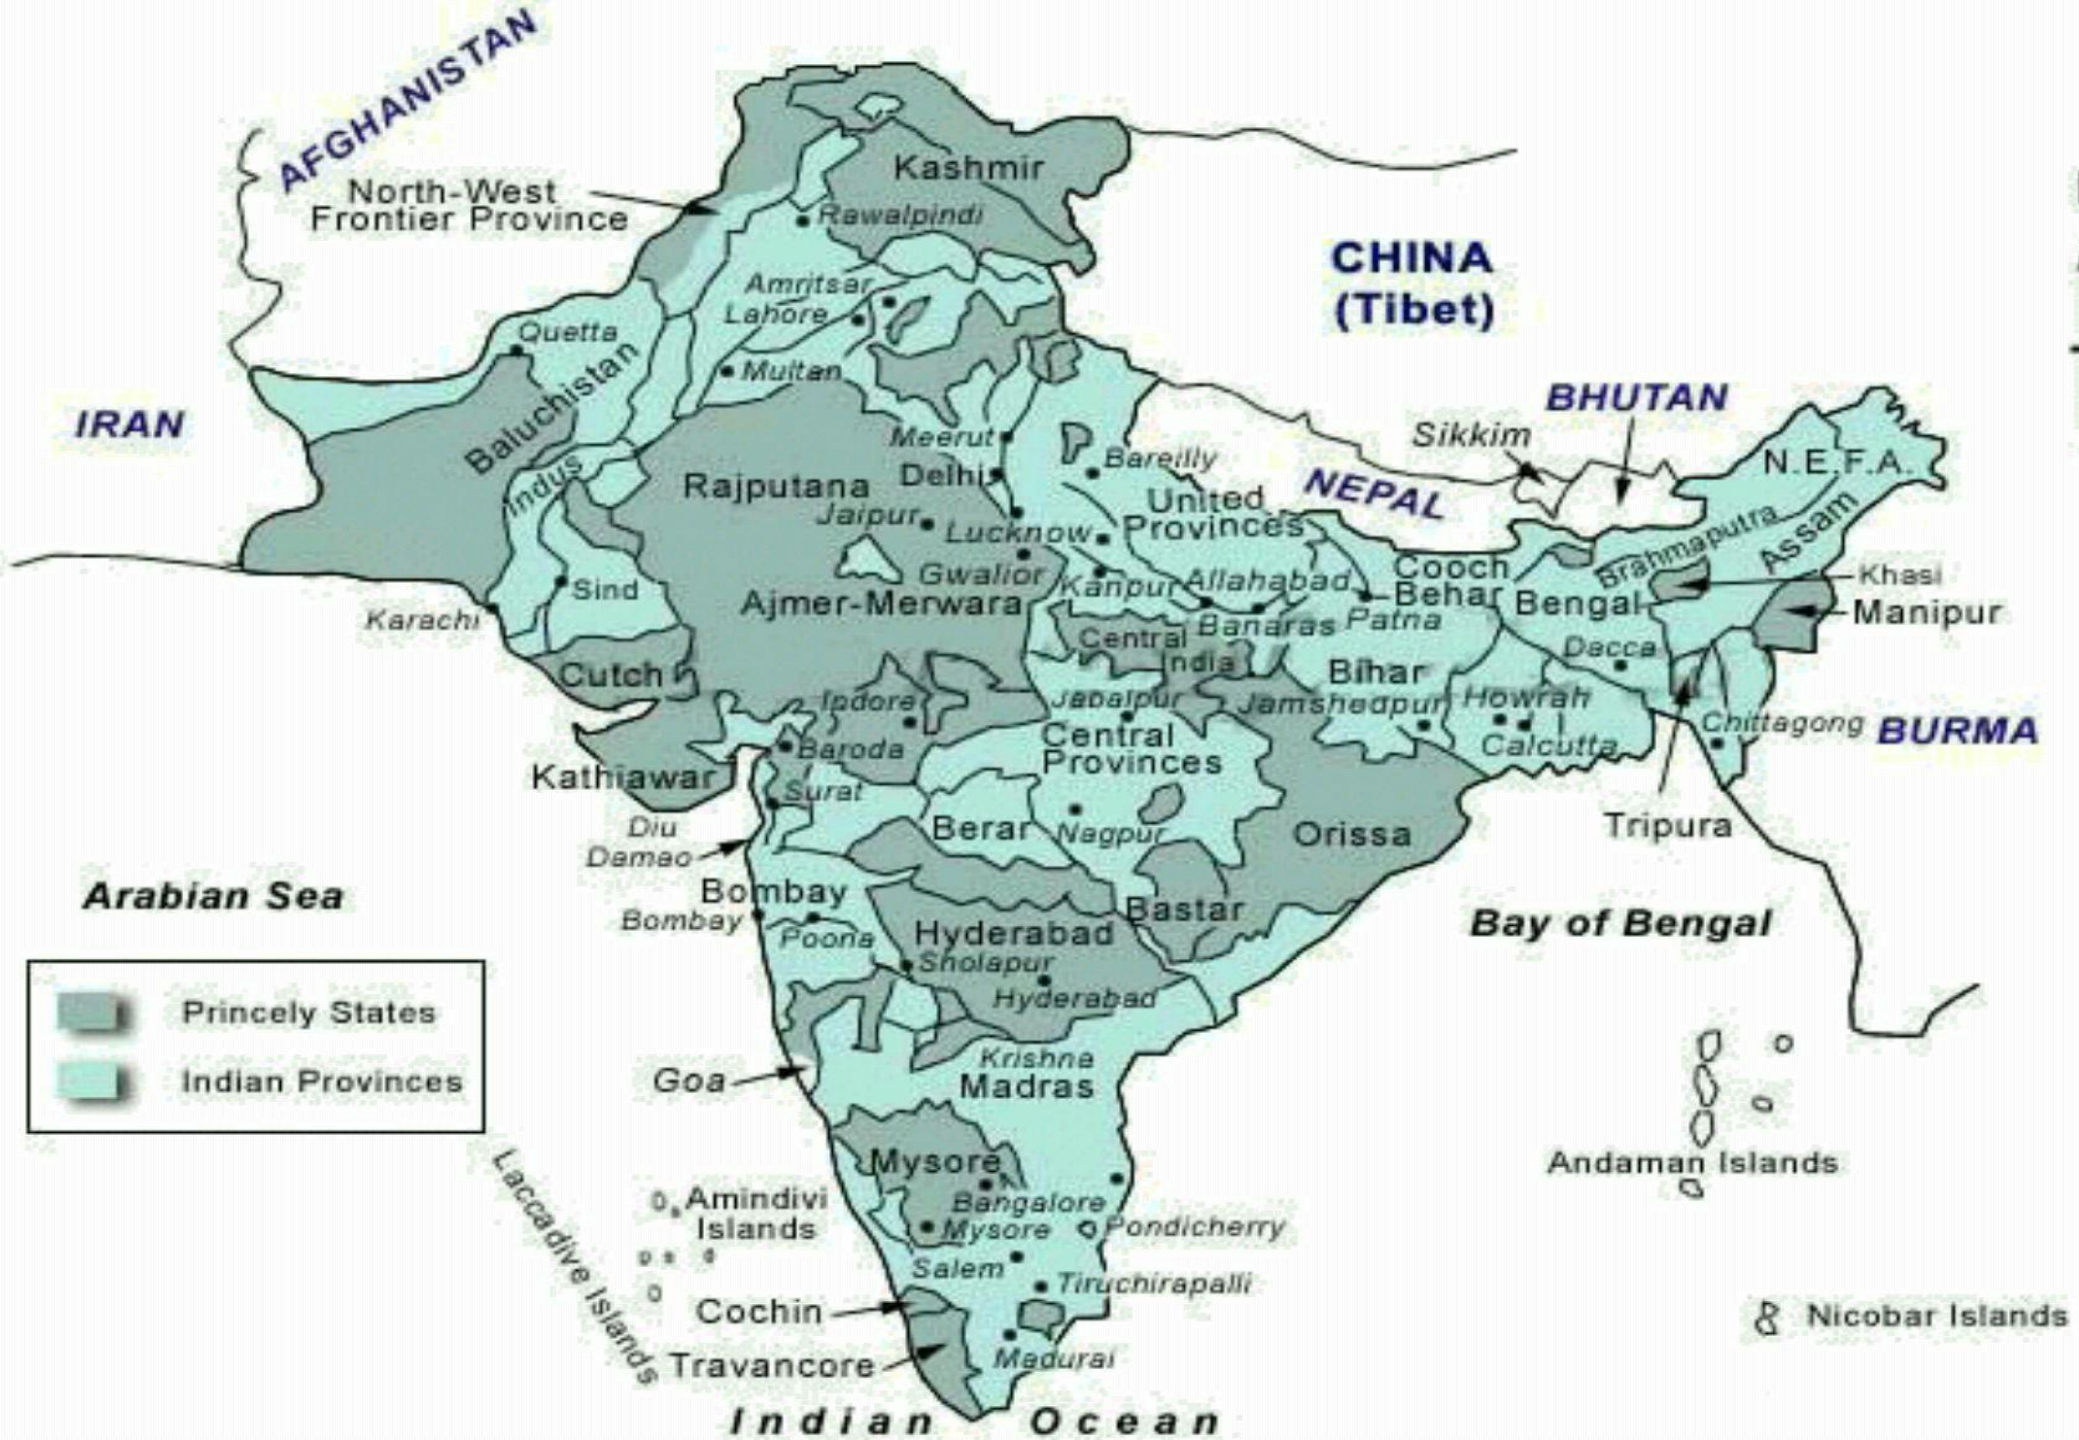 AFGHANISTAN
North-West
Frontier Province
Kashmir
Rawalpindi
CHINA
(Tibet)
Amritsar
Lahore
Quetta
Multan
Baluchistan
IRAN
Indus
Meerut
Delhi
Bareilly
Rajputana
Jaipur
Lucknow
United
Provinces
NEPAL
Sikkim
BHUTAN
N.E.F.A.
Brahmaputra
Assam
Gwalior
Kanpur
Allahabad
Cooch
Behar
Bengal
Khasi
Manipur
Sind
Karachi
Ajmer-Merwara
Central
India
Banaras
Patna
Dacca
Cutch
Bihar
Indore
Jabalpur
Jamshedpur
Howrah
Calcutta
Chittagong
BURMA
Baroda
Central
Provinces
Kathiawar
Surat
Diu
Damao
Berar
Nagpur
Orissa
Tripura
Arabian Sea
Bombay
Bombay
Poona
Bastar
Bay of Bengal
Hyderabad
Sholapur
Hyderabad
Princely States
Indian Provinces
Goa
Krishna
Madras
Mysore
Bangalore
Mysore
Pondicherry
Andaman Islands
Laccadive Islands
Amindivi
Islands
Salem
Tiruchirapalli
Cochin
Travancore
Madurai
Nicobar Islands
Indian Ocean